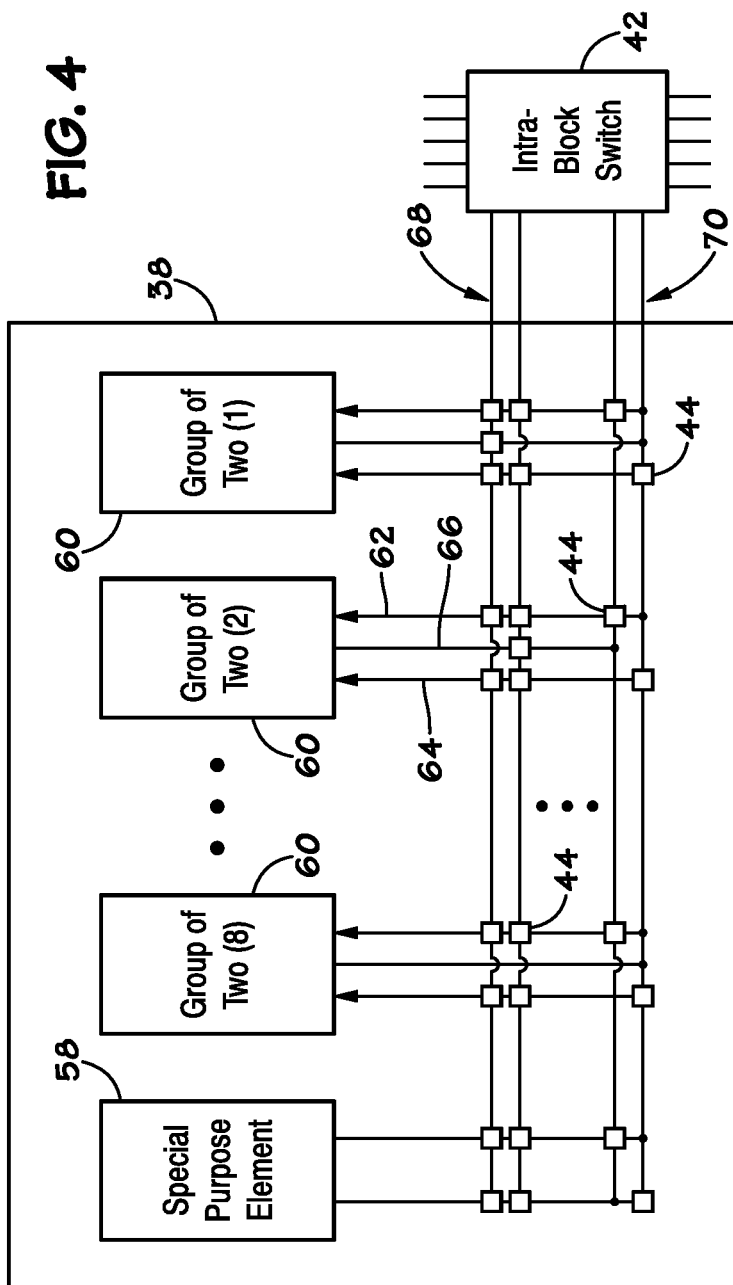 FIG. 4
38
58
Special
Purpose
Element
60
Group of
Two (8)
60
Group of
Two (2)
60
Group of
Two (1)
64
66
62
44
44
44
68
70
Intra-
Block
Switch
42